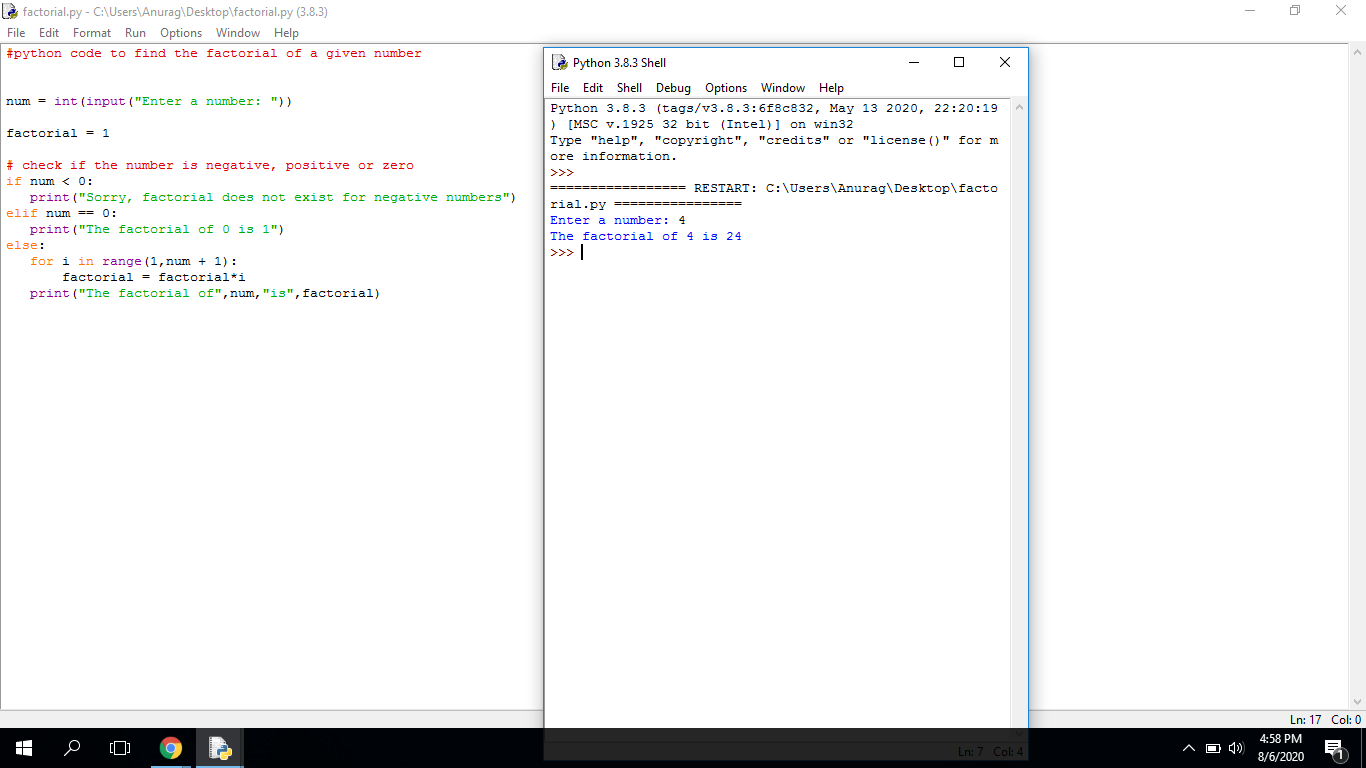 factorial.py - C:\Users\Anurag\Desktop\factorial.py (3.8.3)
File Edit Format Run Options Window Help
#python code to find the factorial of a given number
num = int(input("Enter a number: "))
factorial = 1
# check if the number is negative, positive or zero
if num < 0:
   print("Sorry, factorial does not exist for negative numbers")
elif num == 0:
   print("The factorial of 0 is 1")
else:
   for i in range(1,num + 1):
       factorial = factorial*i
   print("The factorial of",num,"is",factorial)
Python 3.8.3 Shell
File Edit Shell Debug Options Window Help
Python 3.8.3 (tags/v3.8.3:6f8c832, May 13 2020, 22:20:19
) [MSC v.1925 32 bit (Intel)] on win32
Type "help", "copyright", "credits" or "license()" for m
ore information.
>>>
================= RESTART: C:\Users\Anurag\Desktop\facto
rial.py ================
Enter a number: 4
The factorial of 4 is 24
>>>
Ln: 17 Col: 0
Ln: 7 Col: 4
4:58 PM
8/6/2020
1